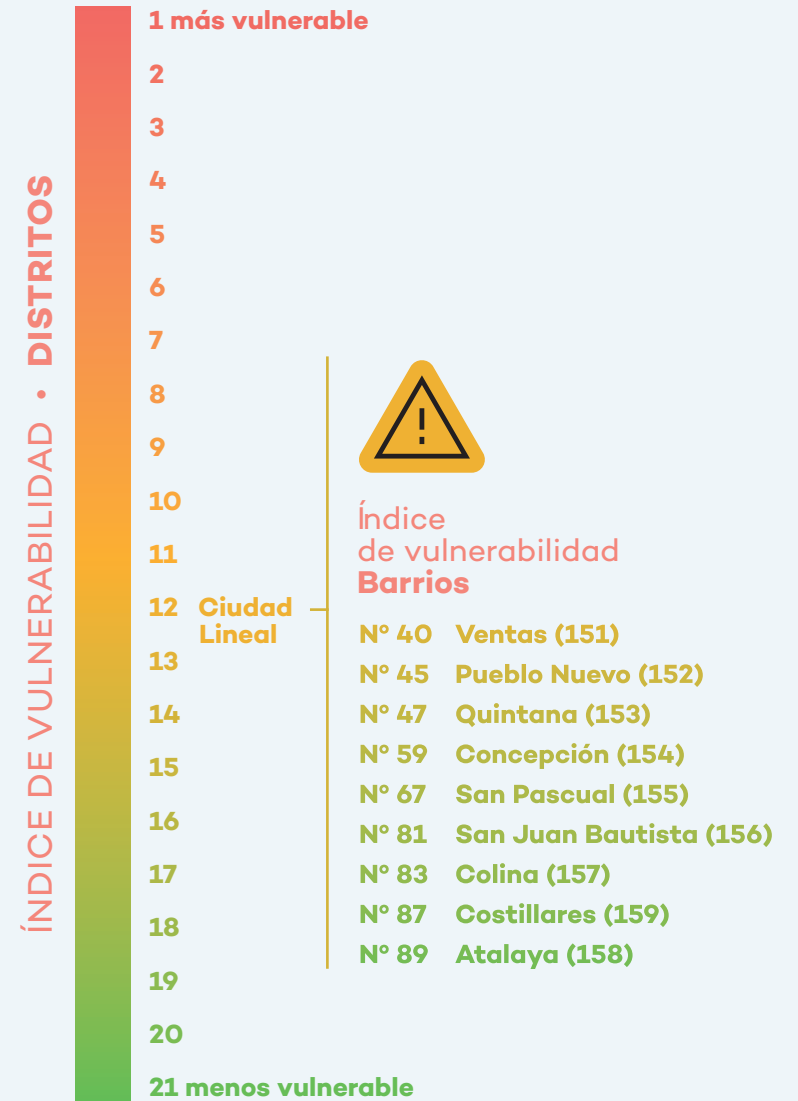 ÍNDICE DE VULNERABILIDAD • DISTRITOS
1 más vulnerable
2
3
4
5
6
7
8
9
10
11
12 Ciudad
Lineal
13
14
15
16
17
18
19
20
21 menos vulnerable
!
Índice
de vulnerabilidad
Barrios
Nº 40 Ventas (151)
Nº 45 Pueblo Nuevo (152)
Nº 47 Quintana (153)
Nº 59 Concepción (154)
Nº 67 San Pascual (155)
Nº 81 San Juan Bautista (156)
Nº 83 Colina (157)
Nº 87 Costillares (159)
Nº 89 Atalaya (158)